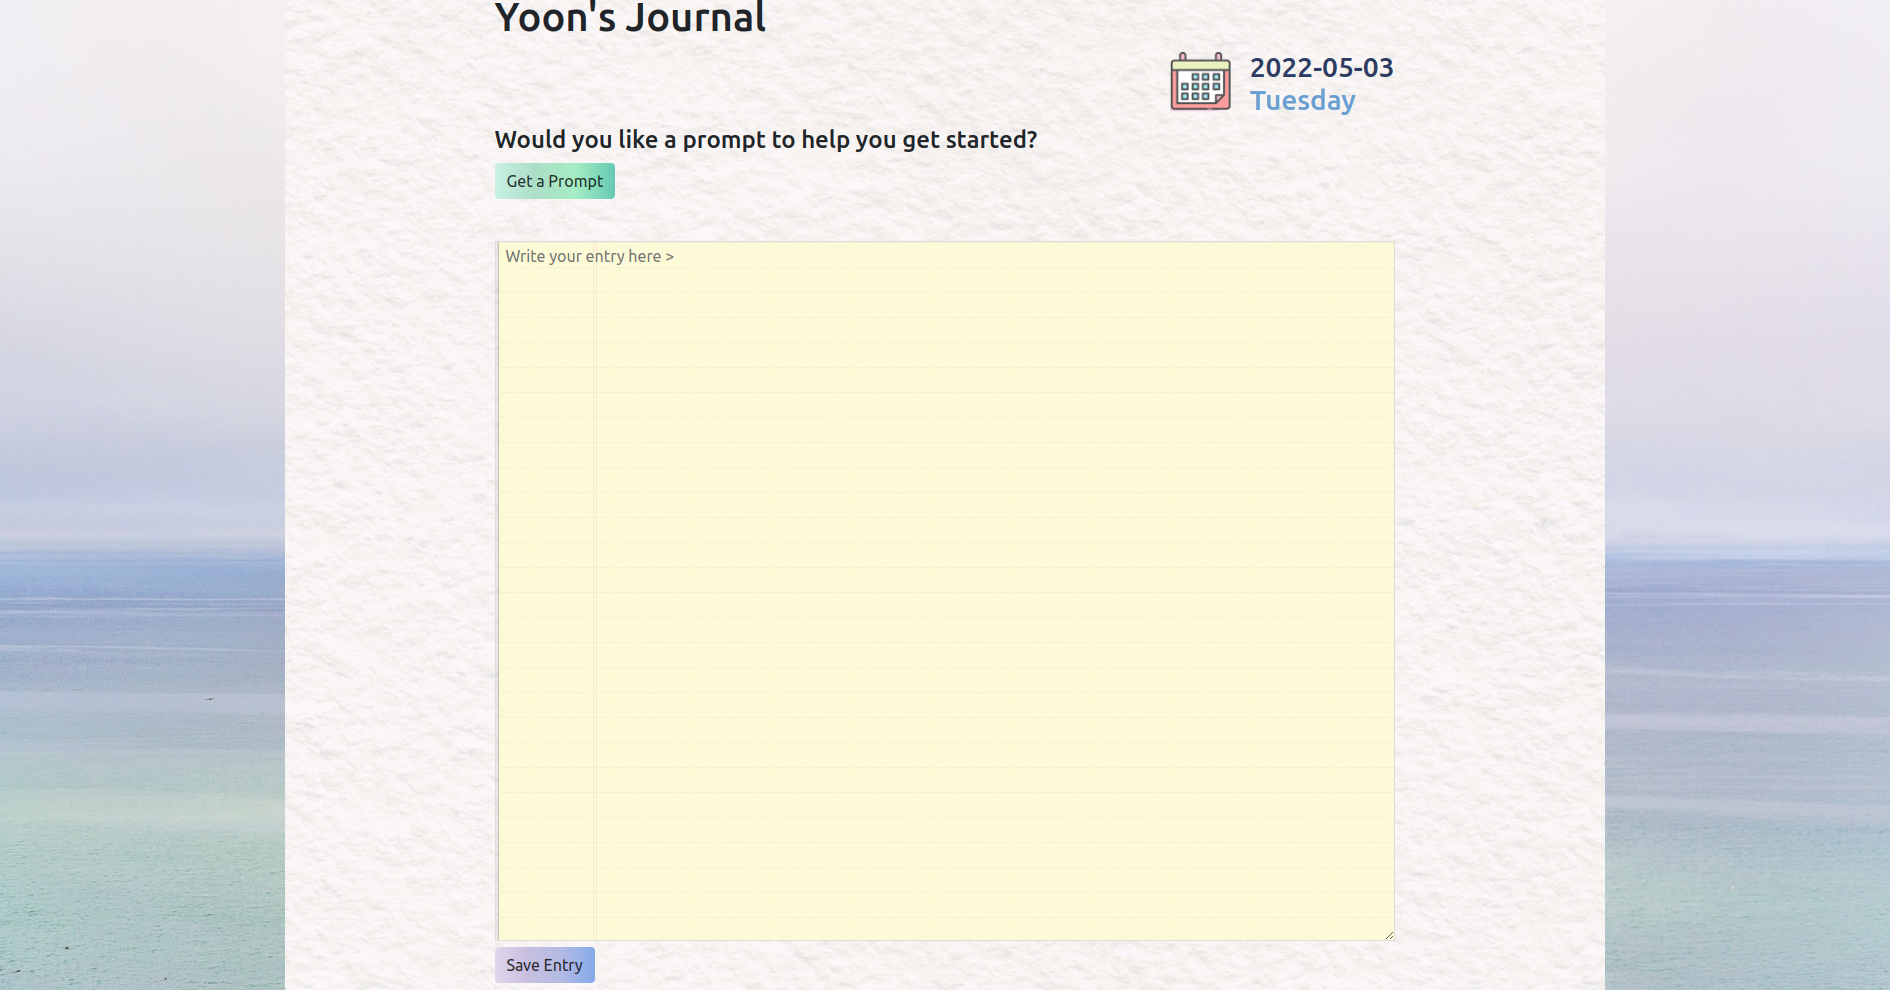 Yoon's Journal
2022-05-03
Tuesday
Would you like a prompt to help you get started?
Get a Prompt
Write your entry here >
Save Entry